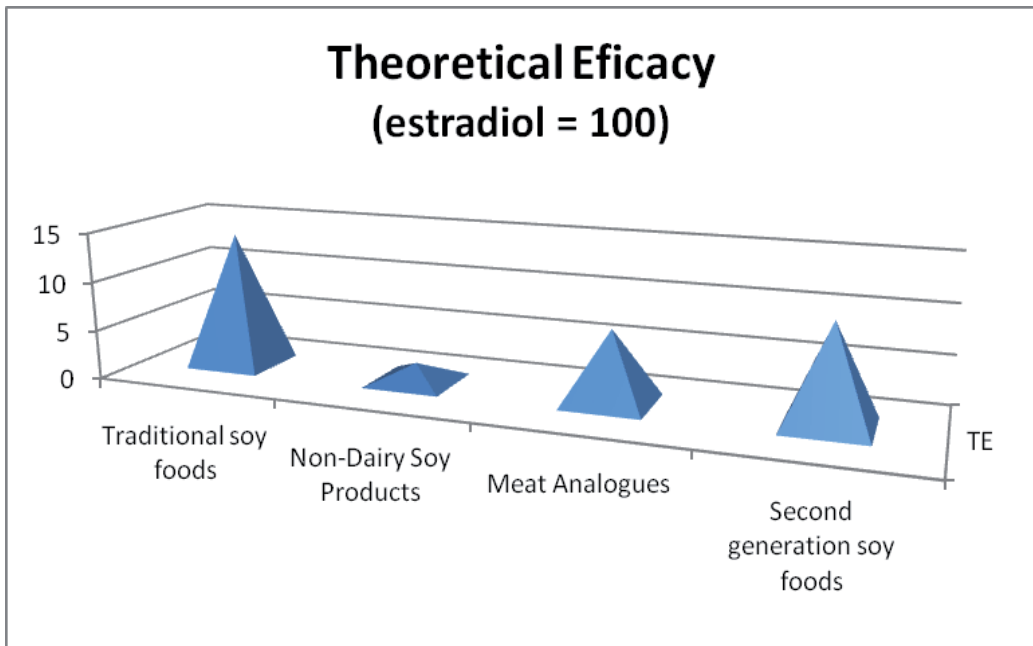 Theoretical Eficacy
(estradiol = 100)
15
10
5
0
Traditional soy
foods
Non-Dairy Soy
Products
Meat Analogues
Second
generation soy
foods
TE